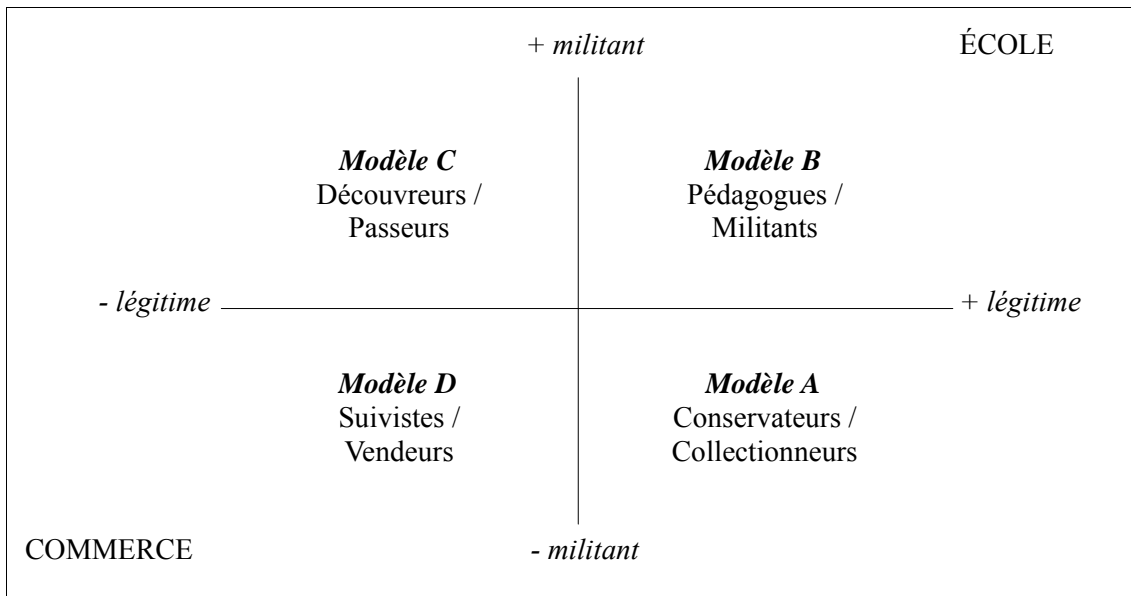 + militant
ÉCOLE
Modèle C
Découvreurs /
Passeurs
Modèle B
Pédagogues /
Militants
- légitime
+ légitime
Modèle D
Suivistes /
Vendeurs
Modèle A
Conservateurs /
Collectionneurs
COMMERCE
- militant